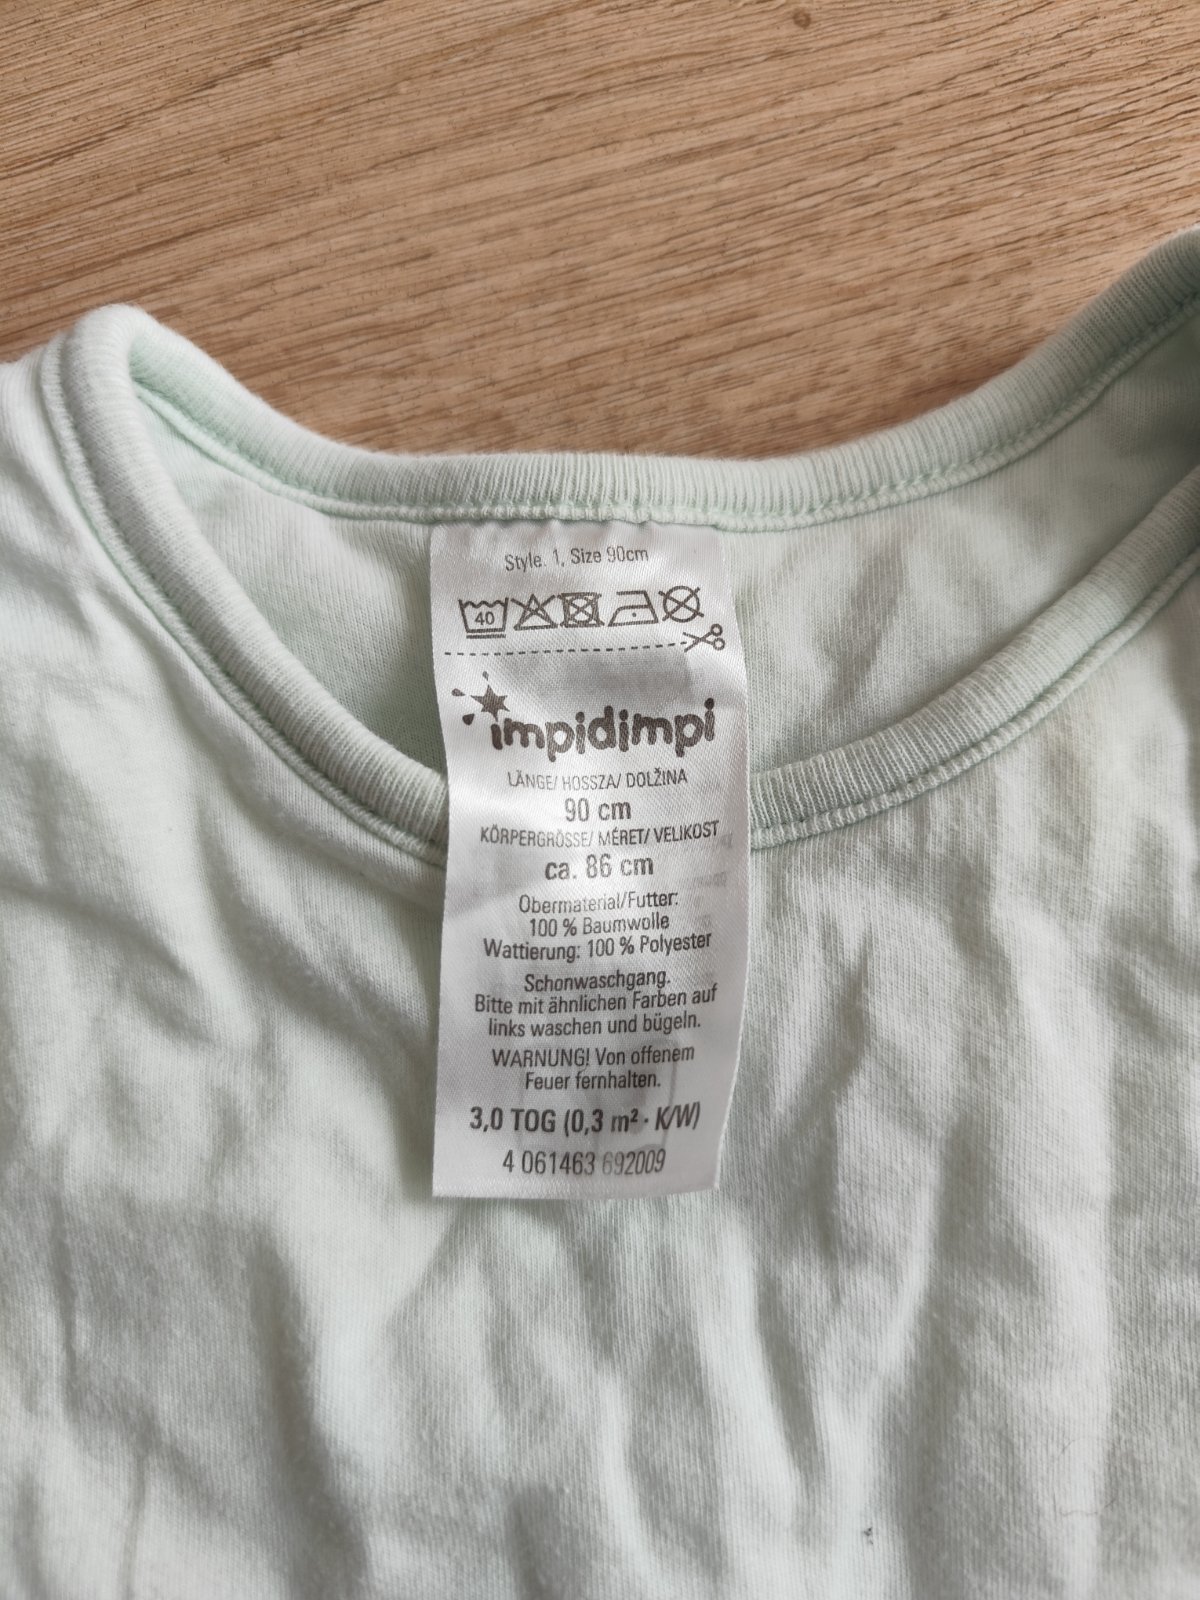 Style. 1, Size 90cm
40
impidimpi
LÄNGE/ HOSSZA/ DOLŽINA
90 cm
KÖRPERGRÖSSE/ MÉRET/ VELIKOST
ca. 86 cm
Obermaterial/Futter:
100 % Baumwolle
Wattierung: 100 % Polyester
Schonwaschgang.
Bitte mit ähnlichen Farben auf
links waschen und bügeln.
WARNUNG! Von offenem
Feuer fernhalten.
3,0 TOG (0,3 m² · K/W)
4 061463 692009